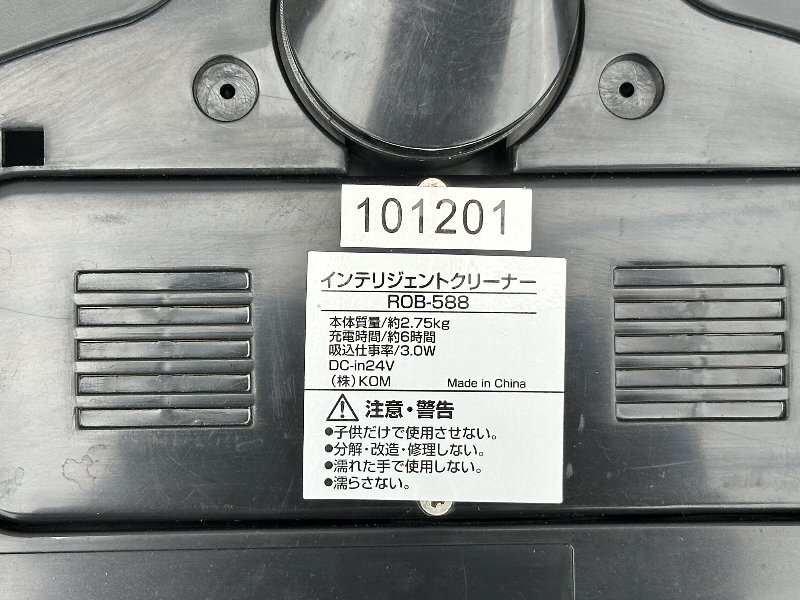 101201
インテリジェントクリーナー
ROB-588
本体質量/約2.75kg
充電時間/約6時間
吸込仕事率/3.0W
DC-in24V
（株）KOM Made in China
注意・警告
●子供だけで使用させない。
●分解・改造・修理しない。
●濡れた手で使用しない。
●濡らさない。